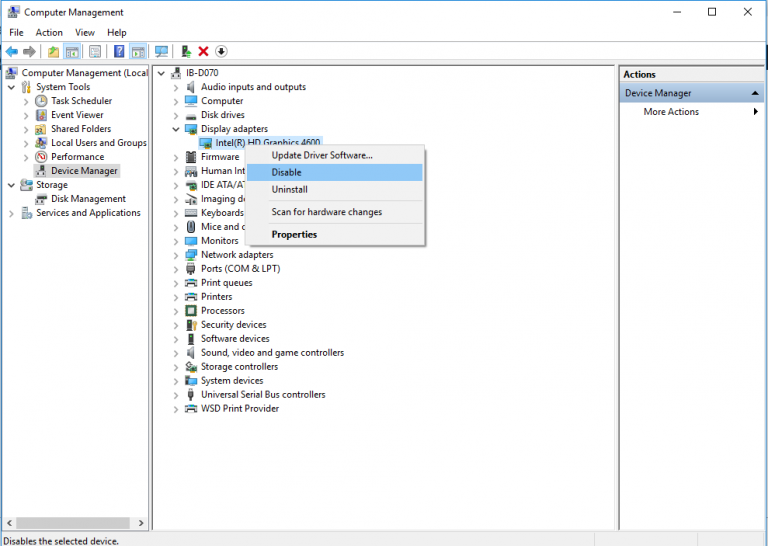 Computer Management
File Action View Help
Computer Management (Local
System Tools
Task Scheduler
Event Viewer
Shared Folders
Local Users and Groups
Performance
Device Manager
Storage
Disk Management
Services and Applications
IB-D070
Audio inputs and outputs
Computer
Disk drives
Display adapters
Intel(R) HD Graphics 4600
Firmware
Human Int
IDE ATA/AT
Imaging de
Keyboards
Mice and o
Monitors
Network adapters
Ports (COM & LPT)
Print queues
Printers
Processors
Security devices
Software devices
Sound, video and game controllers
Storage controllers
System devices
Universal Serial Bus controllers
WSD Print Provider
Update Driver Software...
Disable
Uninstall
Scan for hardware changes
Properties
Actions
Device Manager
More Actions
Disables the selected device.